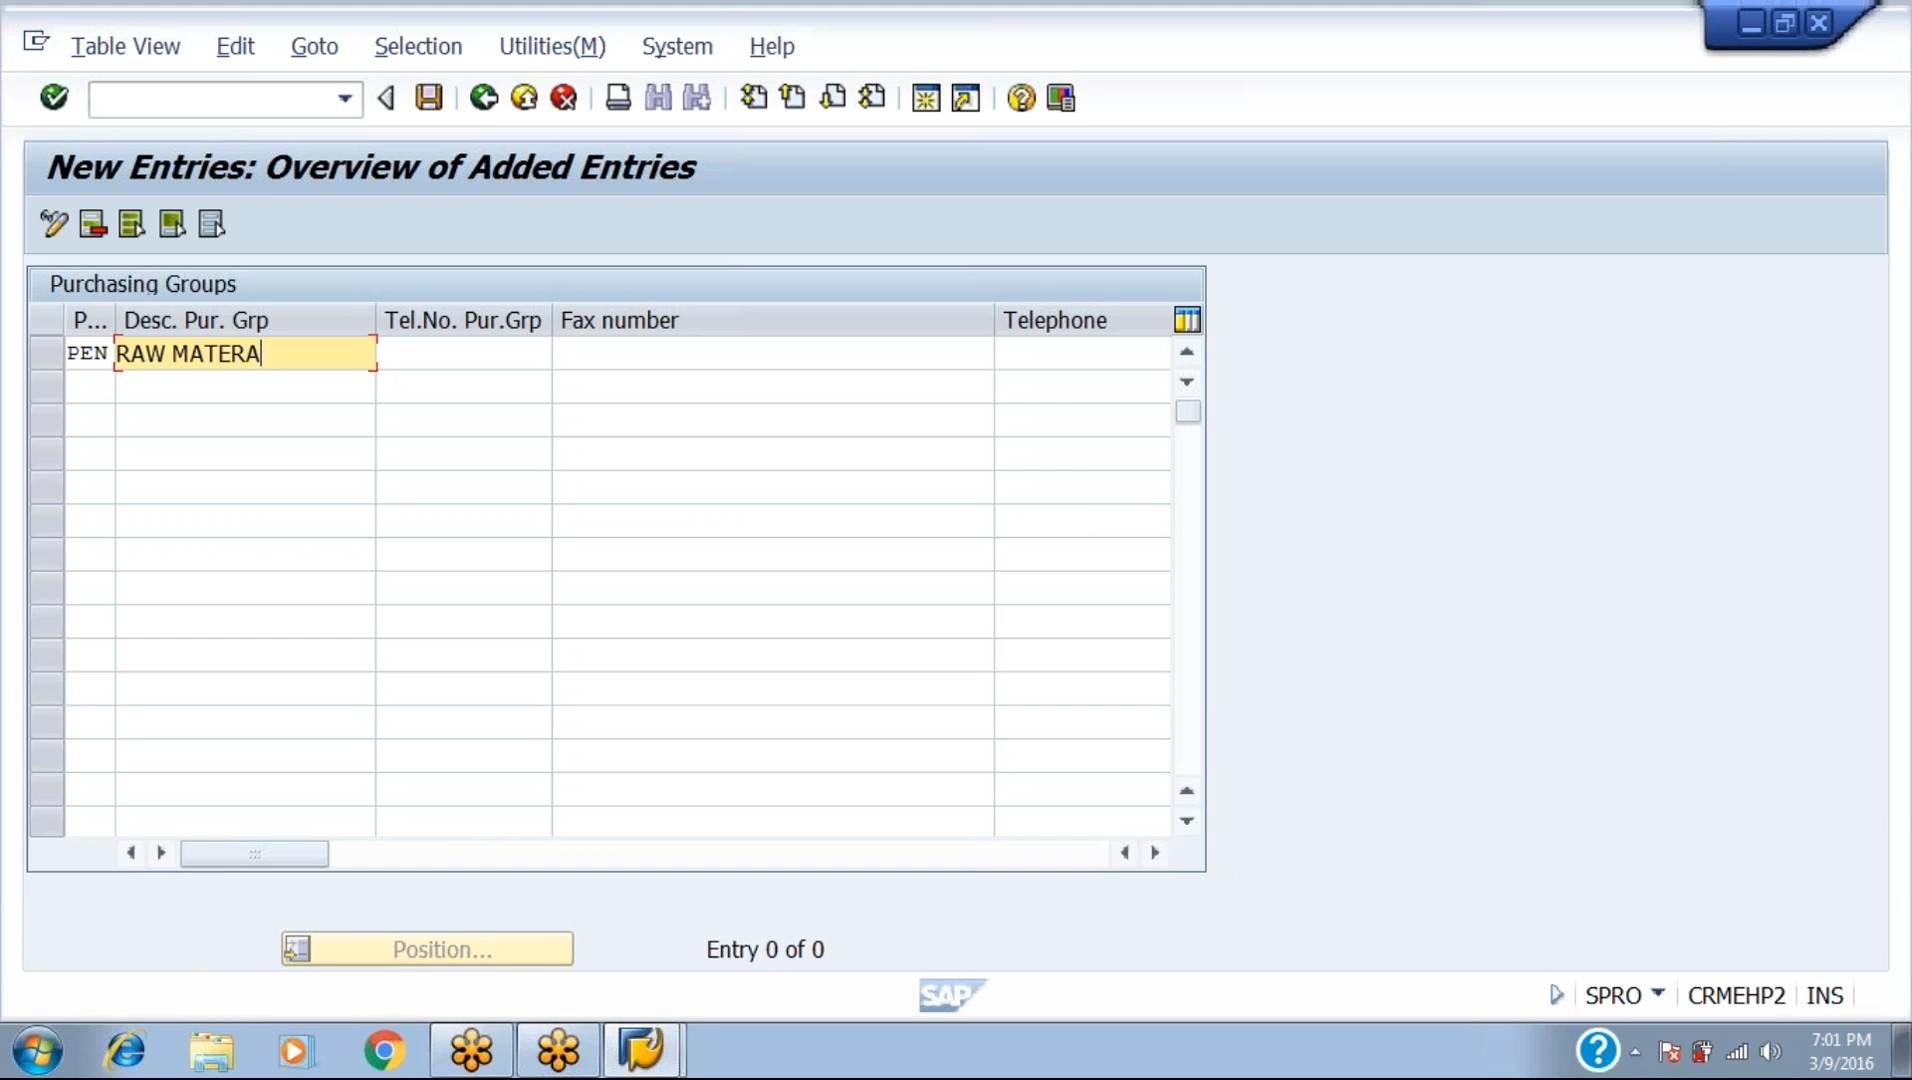 Table View Edit Goto Selection Utilities(M) System Help
New Entries: Overview of Added Entries
Purchasing Groups
P... Desc. Pur. Grp Tel.No. Pur.Grp Fax number Telephone
PEN RAW MATERA
Position... Entry 0 of 0
SAP
SPRO CRMEHP2 INS
7:01 PM
3/9/2016